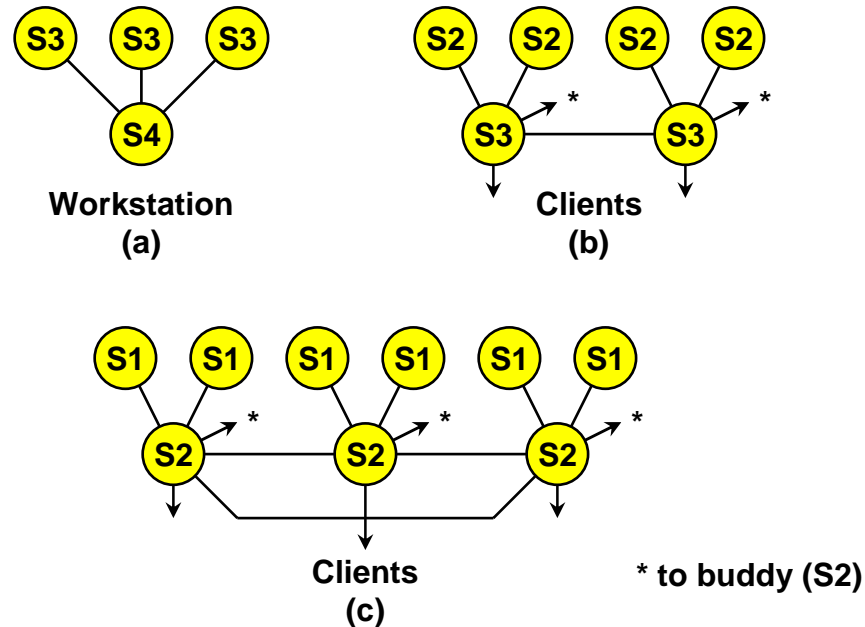 S3 S3 S3
S2 S2 S2 S2
*
*
S4
S3 S3
Workstation
(a)
Clients
(b)
S1 S1 S1 S1 S1 S1
* * *
S2 S2 S2
Clients
(c)
* to buddy (S2)